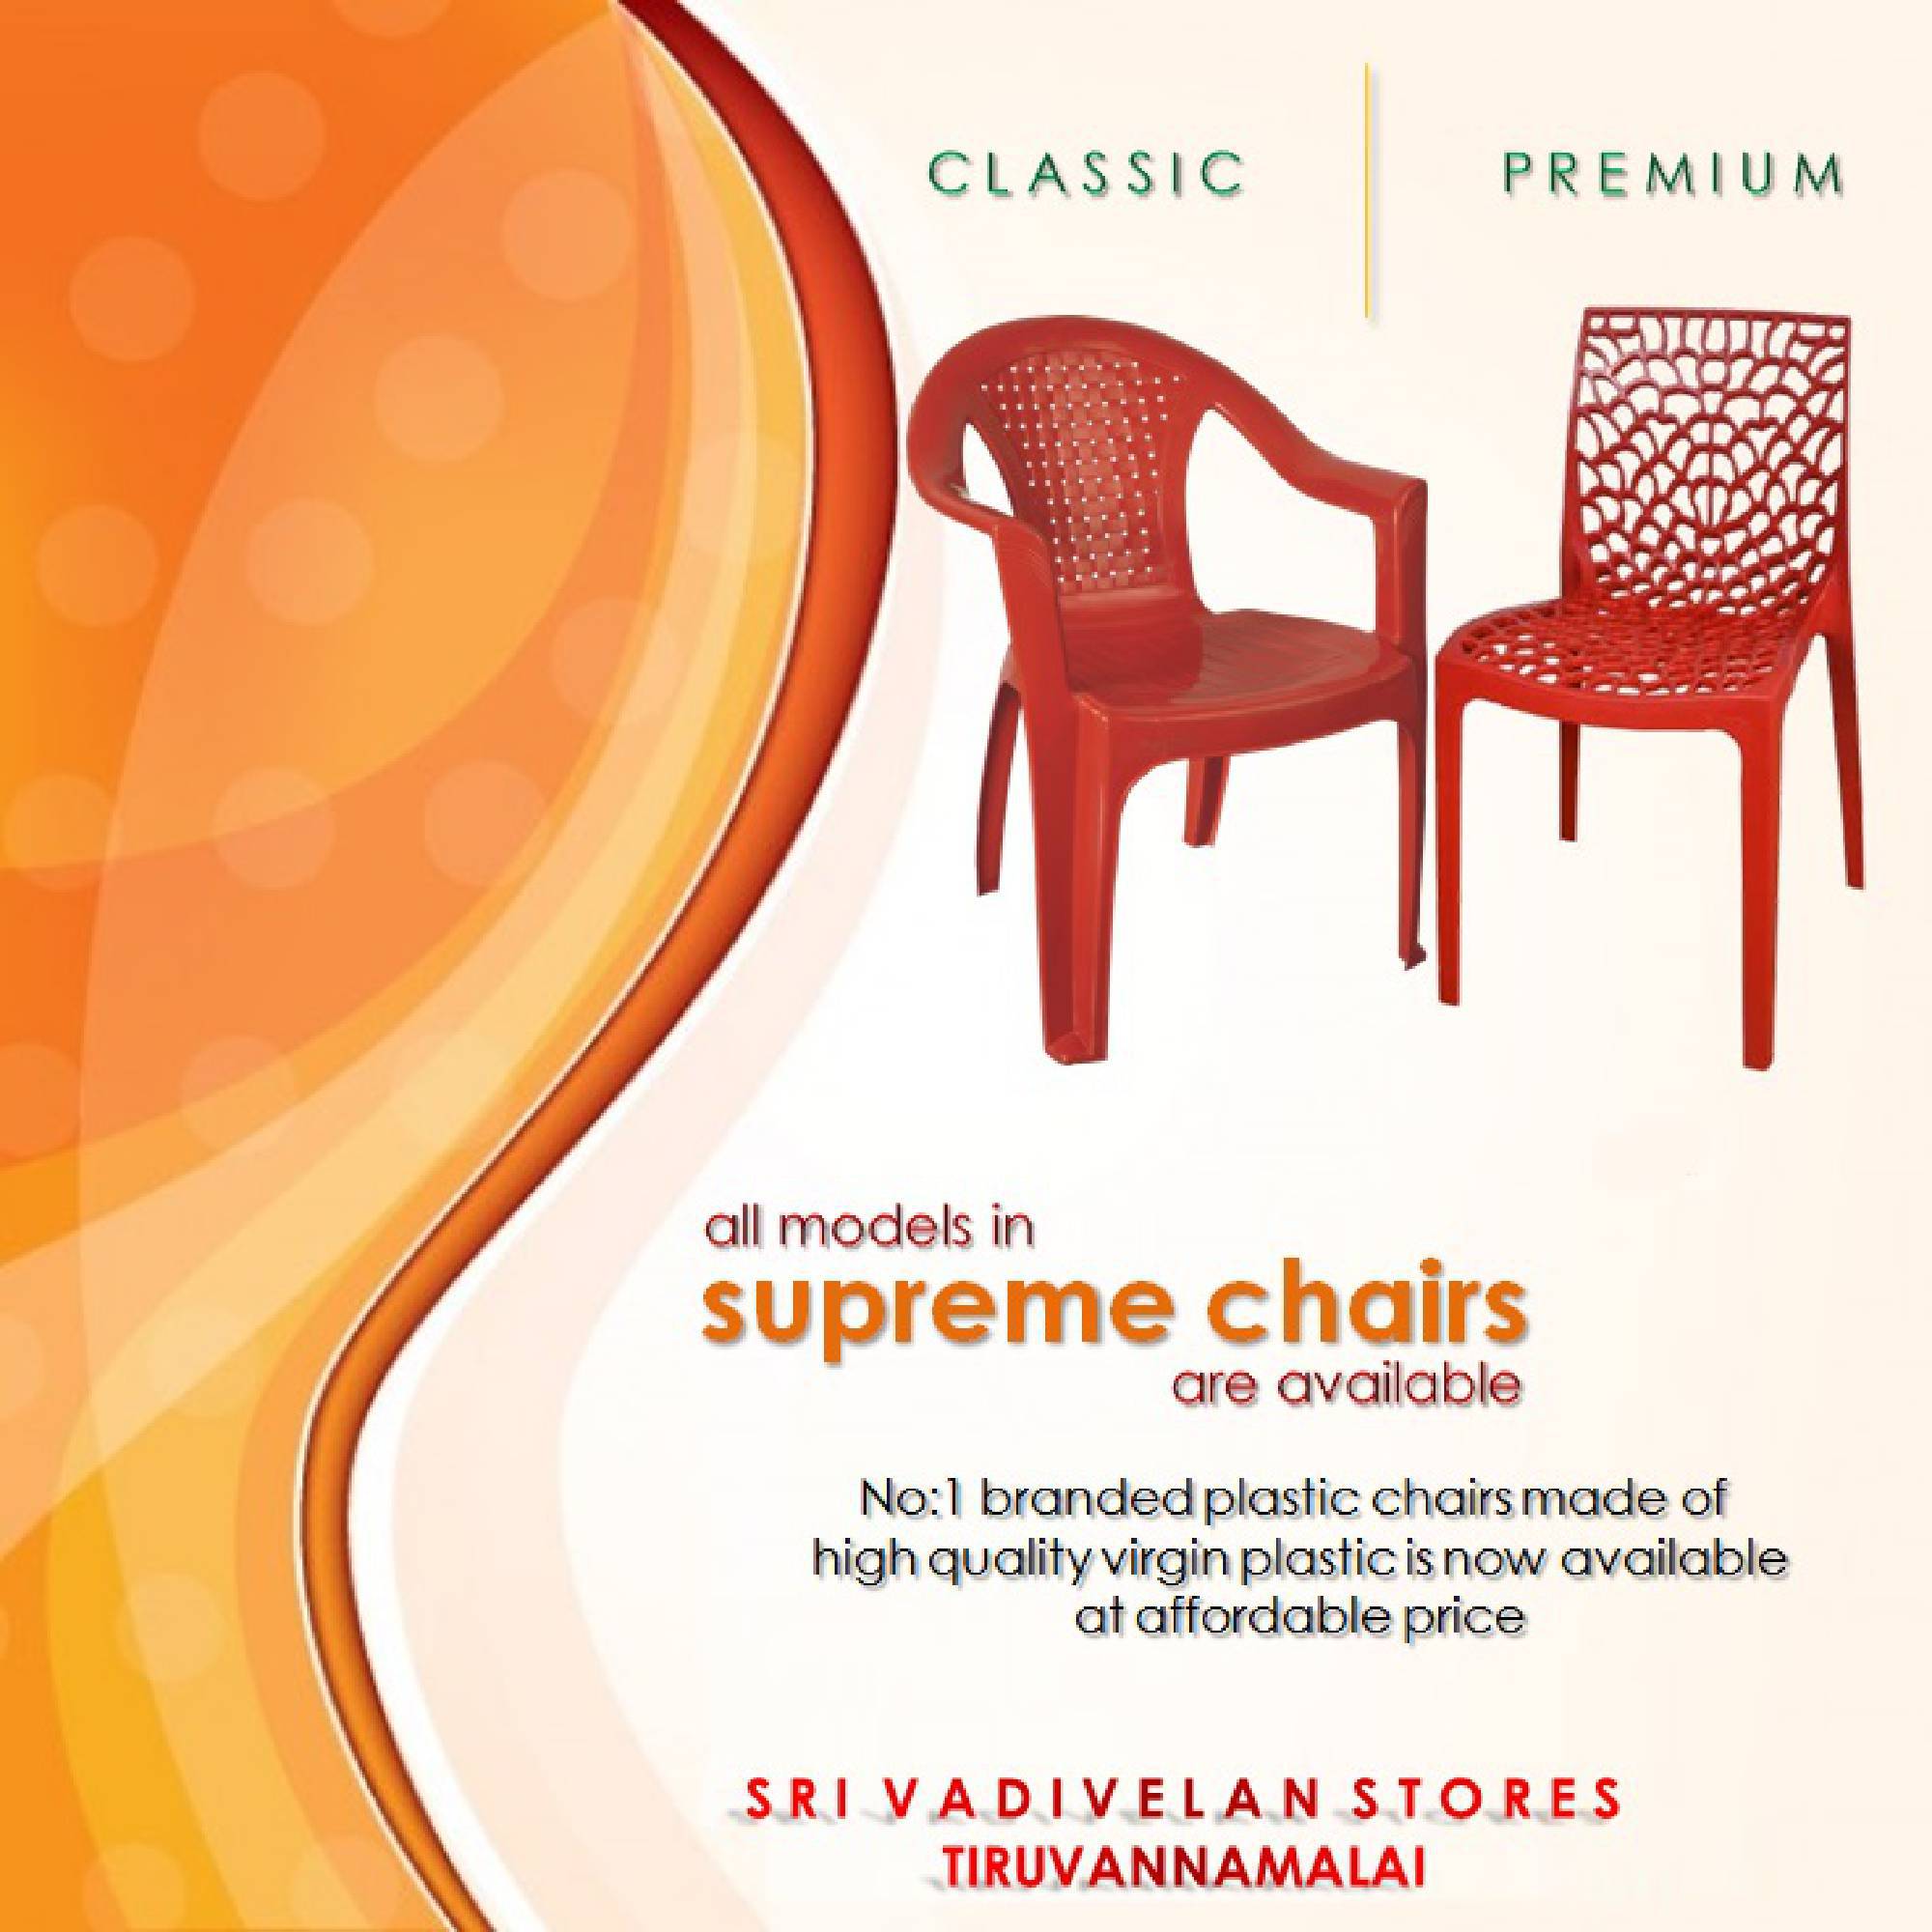 CLASSIC
PREMIUM
all models in
supreme chairs
are available
No:1 branded plastic chairs made of
high quality virgin plastic is now available
at affordable price
SRI VADIVELAN STORES
TIRUVANNAMALAI